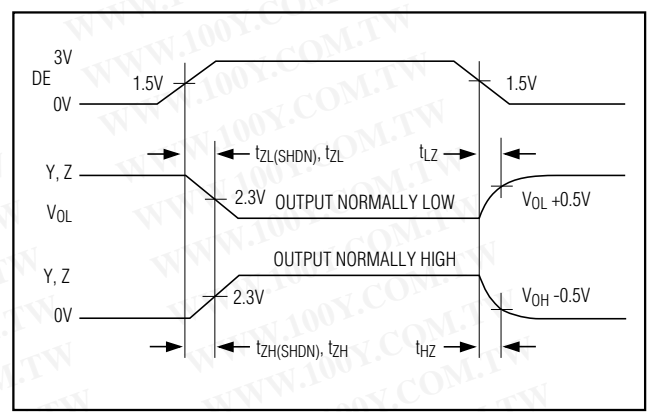 3V
DE
1.5V
1.5V
0V
tZL(SHDN), tZL
tLZ
Y, Z
2.3V
OUTPUT NORMALLY LOW
VOL +0.5V
VOL
OUTPUT NORMALLY HIGH
Y, Z
2.3V
VOH -0.5V
0V
tZH(SHDN), tZH
tHZ
WWW.100Y.COM.TW